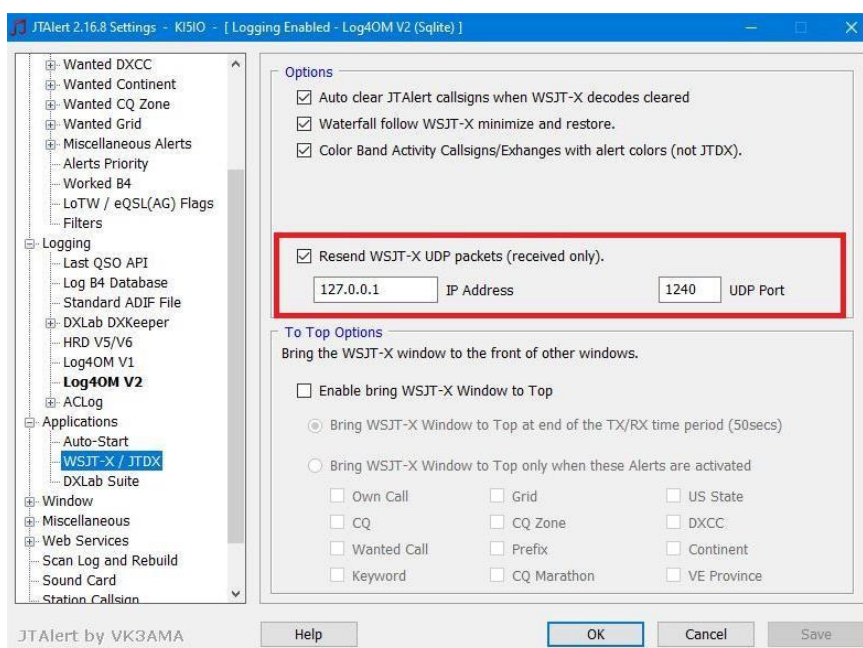 JTAlert 2.16.8 Settings - KI5IO - [ Logging Enabled - Log4OM V2 (Sqlite) ]
Wanted DXCC
Wanted Continent
Wanted CQ Zone
Wanted Grid
Miscellaneous Alerts
Alerts Priority
Worked B4
LoTW / eQSL(AG) Flags
Filters
Logging
Last QSO API
Log B4 Database
Standard ADIF File
DXLab DXKeeper
HRD V5/V6
Log4OM V1
Log4OM V2
ACLog
Applications
Auto-Start
WSJT-X / JTDX
DXLab Suite
Window
Miscellaneous
Web Services
Scan Log and Rebuild
Sound Card
Station Callsign
Options
Auto clear JTAlert callsigns when WSJT-X decodes cleared
Waterfall follow WSJT-X minimize and restore.
Color Band Activity Callsigns/Exhanges with alert colors (not JTDX).
Resend WSJT-X UDP packets (received only).
127.0.0.1 IP Address 1240 UDP Port
To Top Options
Bring the WSJT-X window to the front of other windows.
Enable bring WSJT-X Window to Top
Bring WSJT-X Window to Top at end of the TX/RX time period (50secs)
Bring WSJT-X Window to Top only when these Alerts are activated
Own Call Grid US State
CQ CQ Zone DXCC
Wanted Call Prefix Continent
Keyword CQ Marathon VE Province
JTAlert by VK3AMA Help OK Cancel Save